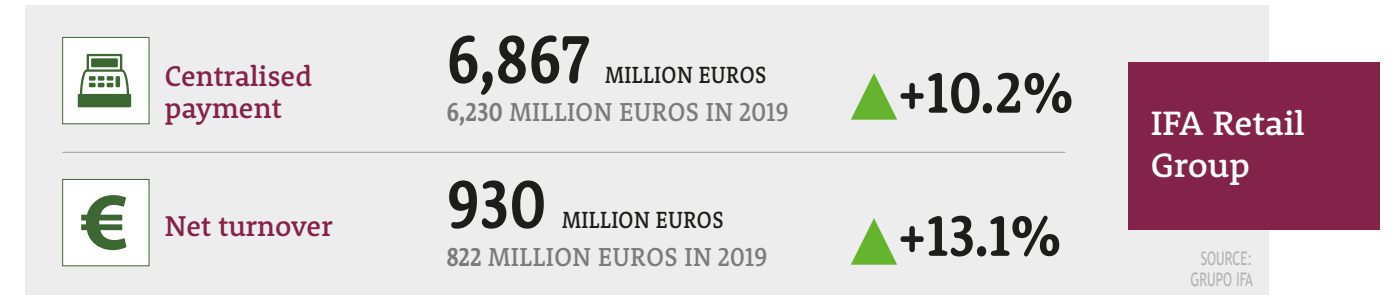 Centralised
payment
6,867 MILLION EUROS
6,230 MILLION EUROS IN 2019
+10.2%
Net turnover
930 MILLION EUROS
822 MILLION EUROS IN 2019
+13.1%
IFA Retail
Group
SOURCE:
GRUPO IFA